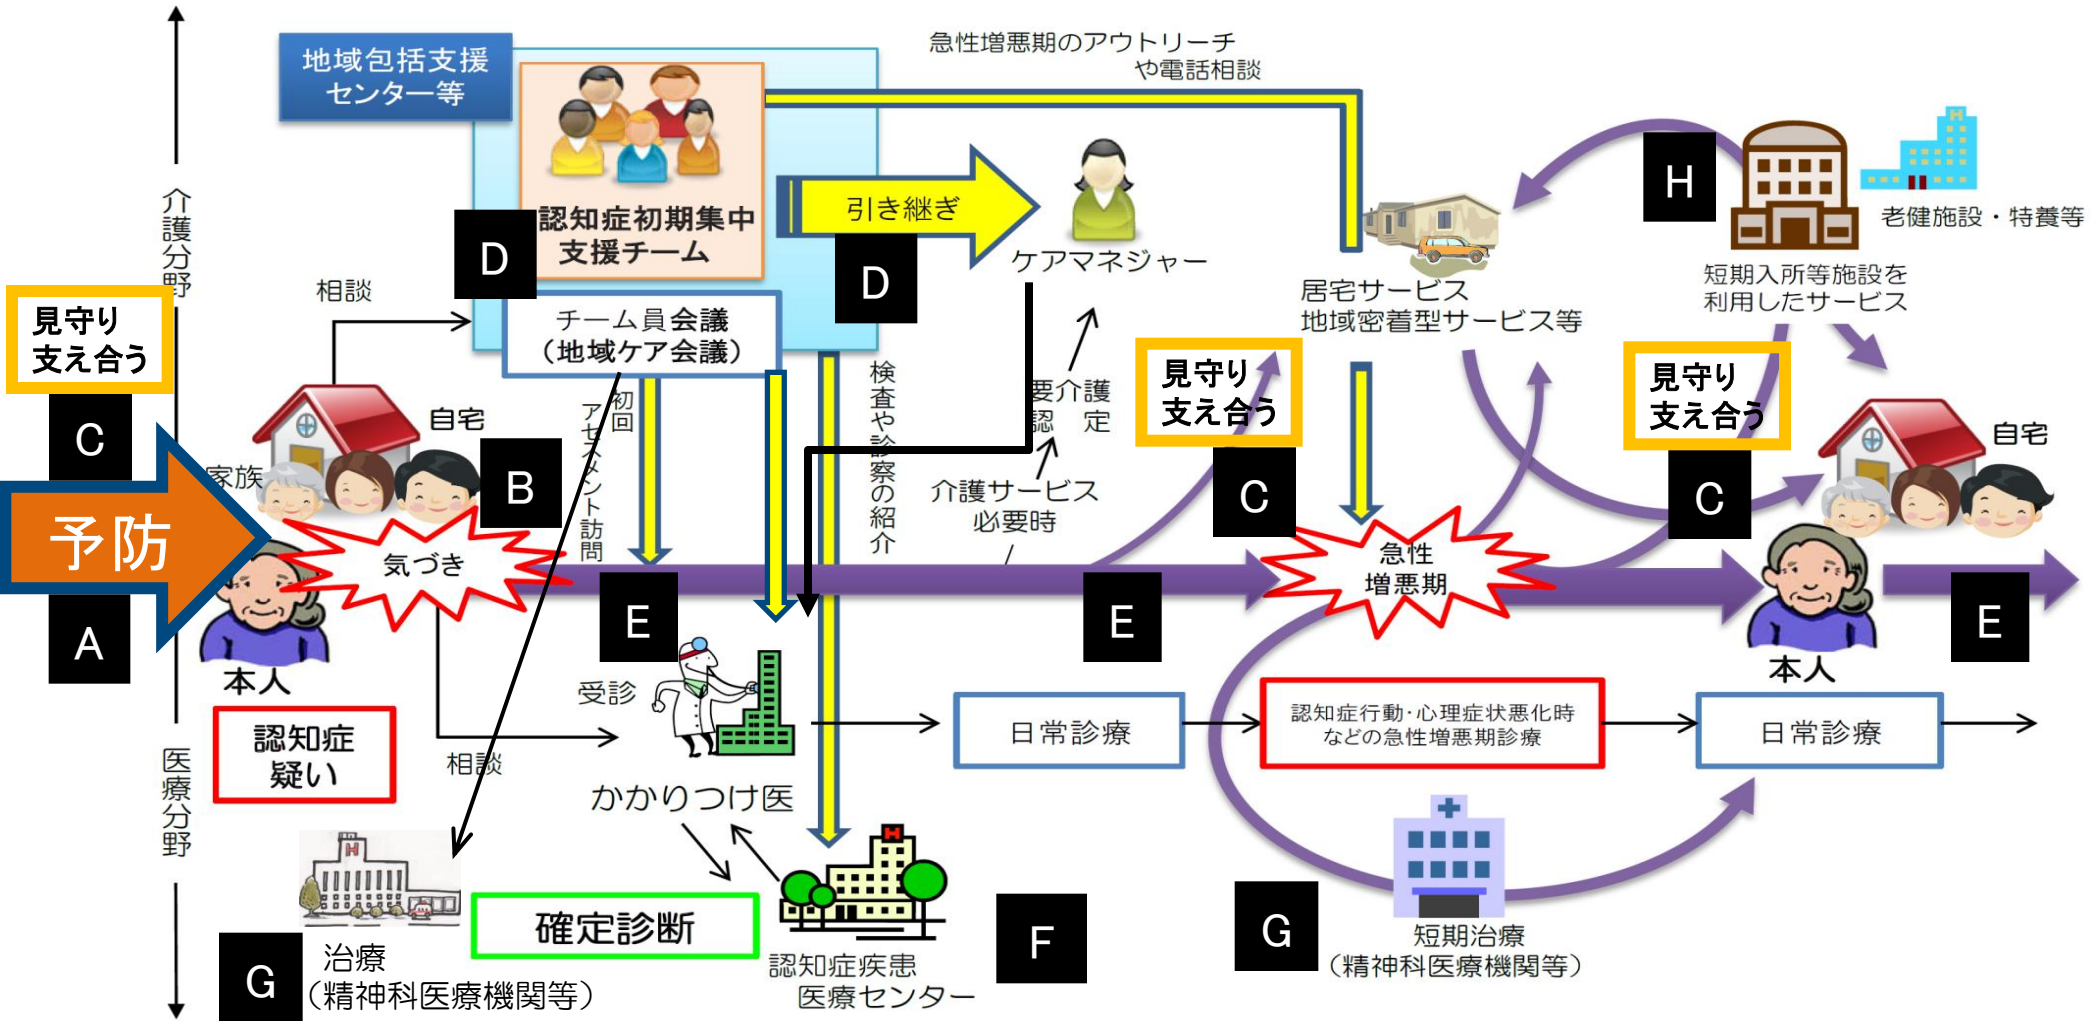 地域包括支援
センター等
急性増悪期のアウトリーチ
や電話相談
介護分野
認知症初期集中
支援チーム
引き継ぎ
ケアマネジャー
H
老健施設・特養等
短期入所等施設を
利用したサービス
D
D
相談
チーム員会議
（地域ケア会議）
居宅サービス
地域密着型サービス等
見守り
支え合う
見守り
支え合う
見守り
支え合う
C
自宅
家族
B
初回
アセスメント訪問
検査や診察の紹介
要介護
認　定
介護サービス
必要時
C
C
自宅
予防
気づき
急性
増悪期
A
E
E
E
本人
本人
認知症
疑い
受診
相談
かかりつけ医
日常診療
認知症行動・心理症状悪化時
などの急性増悪期診療
日常診療
医療分野
H
H
確定診断
F
G
短期治療
（精神科医療機関等）
G
治療
（精神科医療機関等）
認知症疾患
医療センター